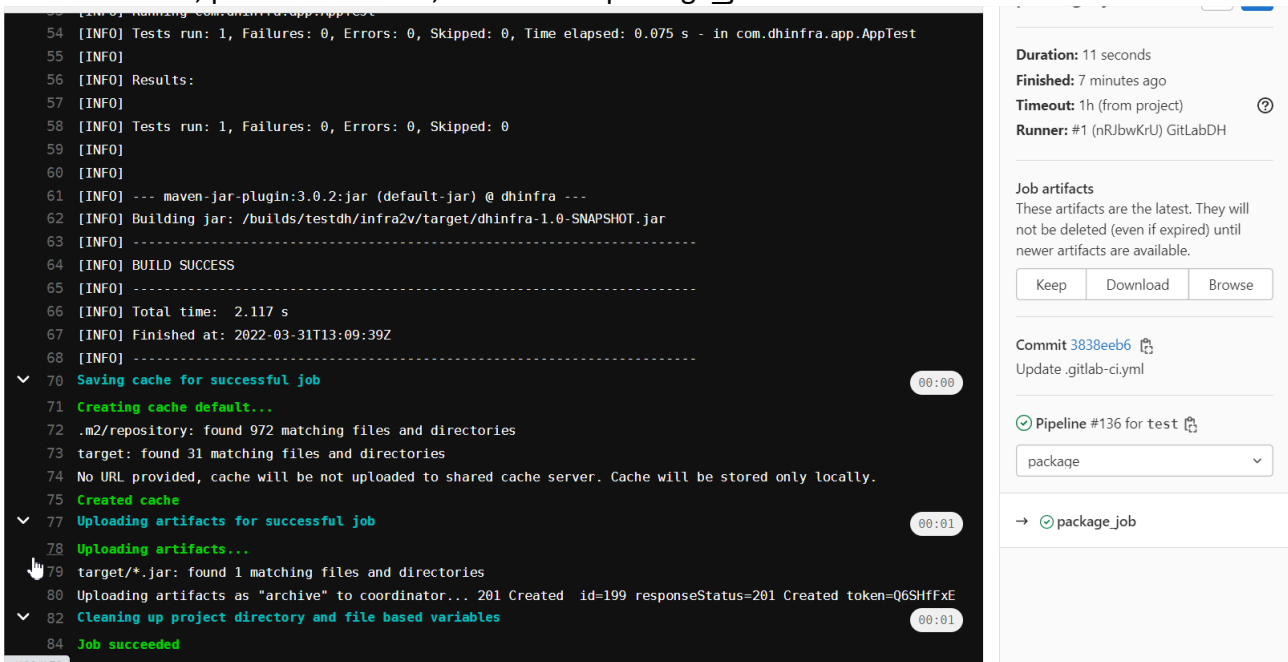 54 [INFO] Tests run: 1, Failures: 0, Errors: 0, Skipped: 0, Time elapsed: 0.075 s - in com.dhinfra.app.AppTest
55 [INFO]
56 [INFO] Results:
57 [INFO]
58 [INFO] Tests run: 1, Failures: 0, Errors: 0, Skipped: 0
59 [INFO]
60 [INFO]
61 [INFO] --- maven-jar-plugin:3.0.2:jar (default-jar) @ dhinfra ---
62 [INFO] Building jar: /builds/testdh/infra2v/target/dhinfra-1.0-SNAPSHOT.jar
63 [INFO] ------------------------------------------------------------------------
64 [INFO] BUILD SUCCESS
65 [INFO] ------------------------------------------------------------------------
66 [INFO] Total time:  2.117 s
67 [INFO] Finished at: 2022-03-31T13:09:39Z
68 [INFO] ------------------------------------------------------------------------
70 Saving cache for successful job 00:00
71 Creating cache default...
72 .m2/repository: found 972 matching files and directories
73 target: found 31 matching files and directories
74 No URL provided, cache will be not uploaded to shared cache server. Cache will be stored only locally.
75 Created cache
77 Uploading artifacts for successful job 00:01
78 Uploading artifacts...
79 target/*.jar: found 1 matching files and directories
80 Uploading artifacts as "archive" to coordinator... 201 Created  id=199 responseStatus=201 Created token=Q6SHfFxE
82 Cleaning up project directory and file based variables 00:01
84 Job succeeded
Duration: 11 seconds
Finished: 7 minutes ago
Timeout: 1h (from project)
Runner: #1 (nRJbwKrU) GitLabDH
Job artifacts
These artifacts are the latest. They will
not be deleted (even if expired) until
newer artifacts are available.
Keep Download Browse
Commit 3838eeb6
Update .gitlab-ci.yml
Pipeline #136 for test
package
→ package_job